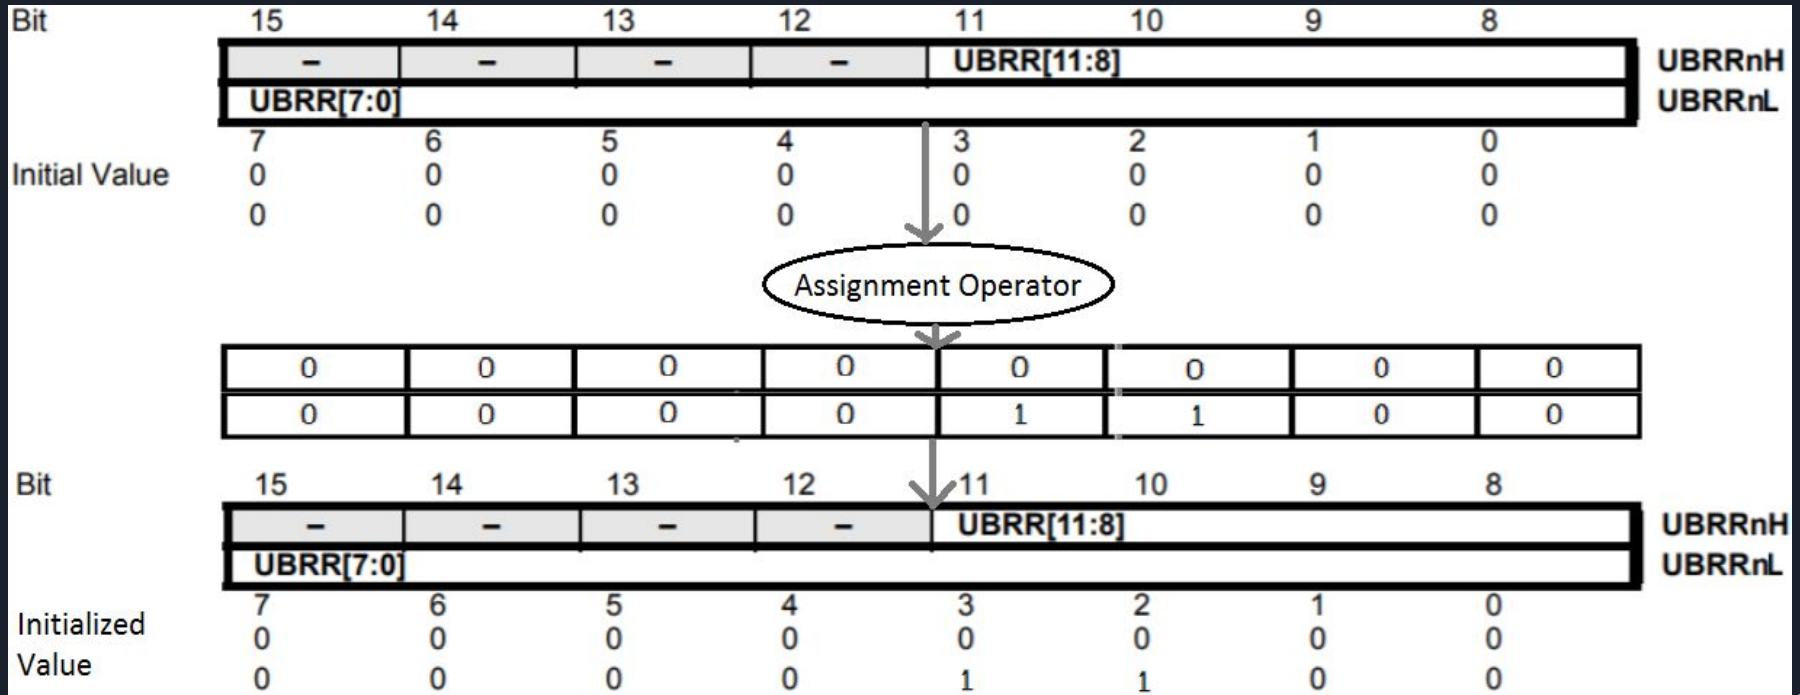 Bit 15 14 13 12 11 10 9 8
– – – – UBRR[11:8] UBRRnH
UBRR[7:0] UBRRnL
7 6 5 4 3 2 1 0
Initial Value 0 0 0 0 0 0 0 0
0 0 0 0 0 0 0 0
Assignment Operator
0 0 0 0 0 0 0 0
0 0 0 0 1 1 0 0
Bit 15 14 13 12 11 10 9 8
– – – – UBRR[11:8] UBRRnH
UBRR[7:0] UBRRnL
7 6 5 4 3 2 1 0
Initialized 0 0 0 0 0 0 0 0
Value 0 0 0 0 1 1 0 0